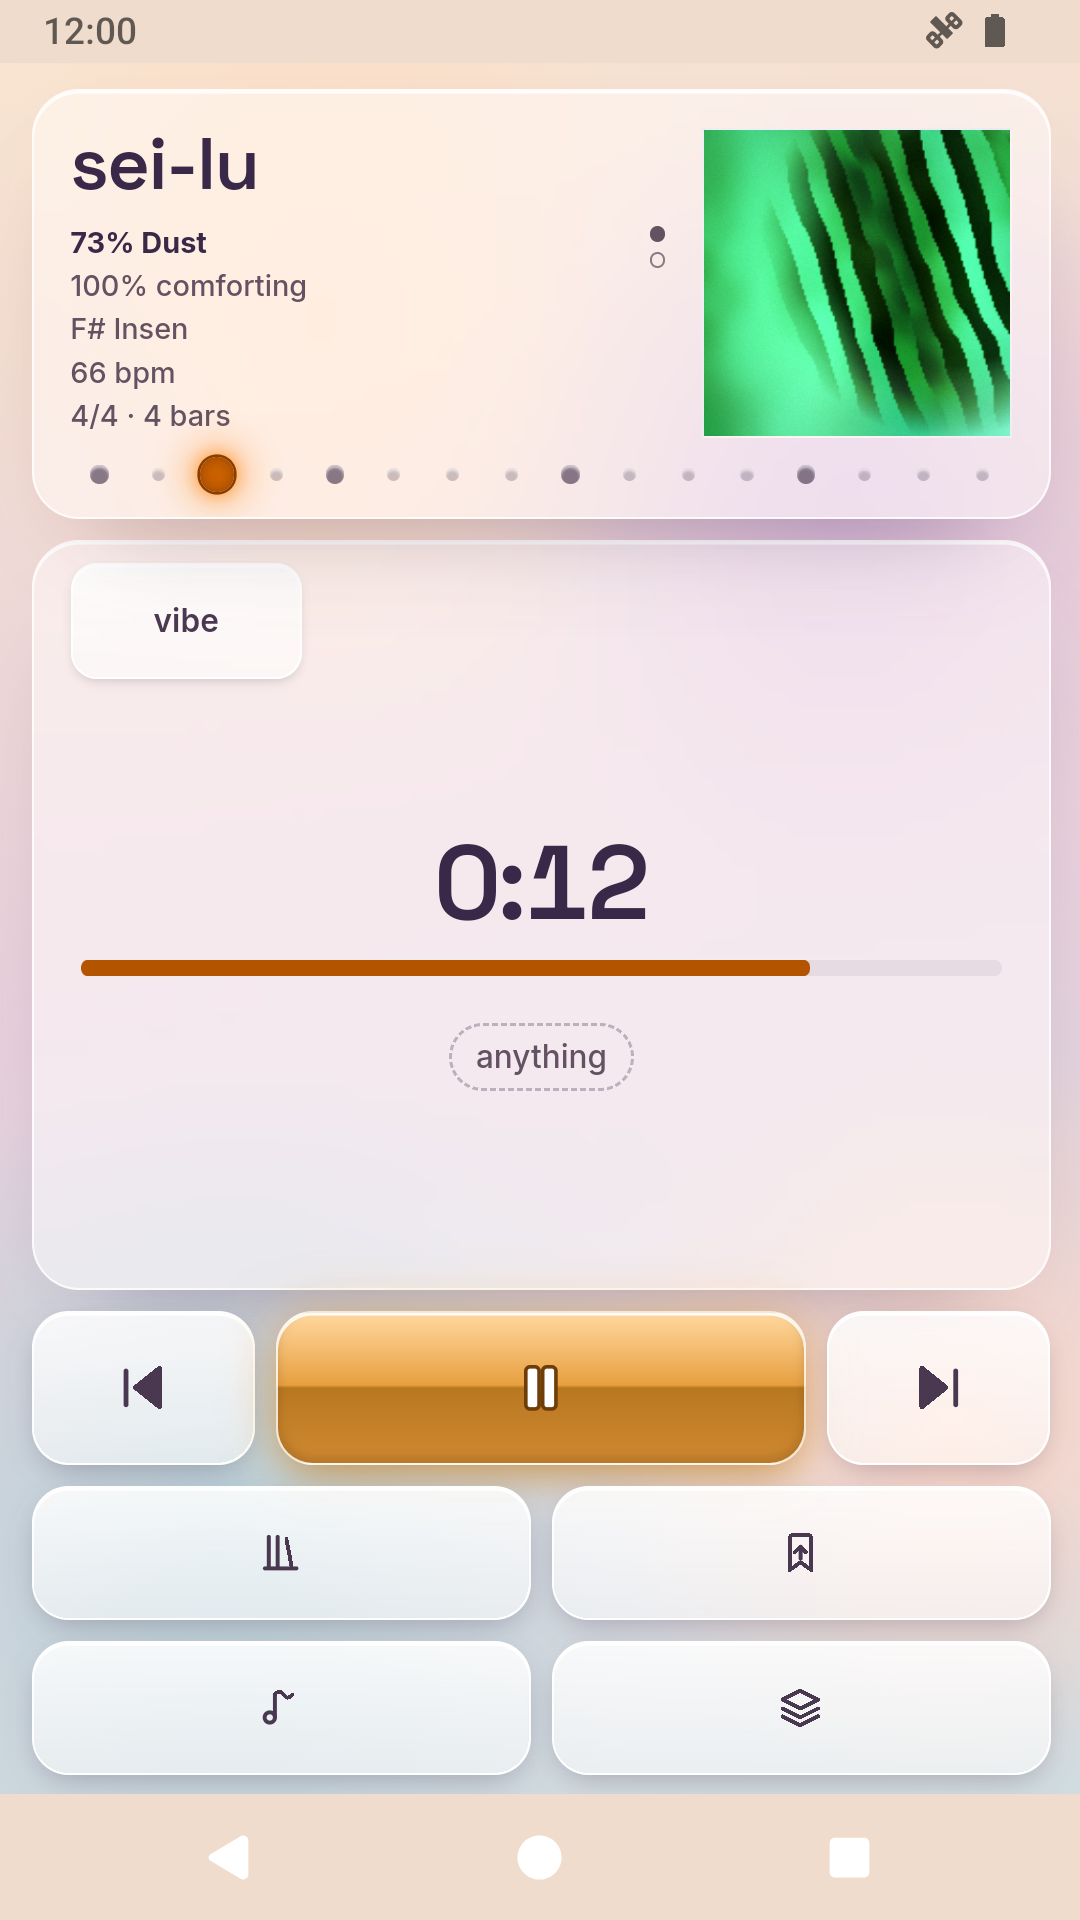 12:00
sei-lu
73% Dust
100% comforting
F# Insen
66 bpm
4/4 · 4 bars
vibe
0:12
anything